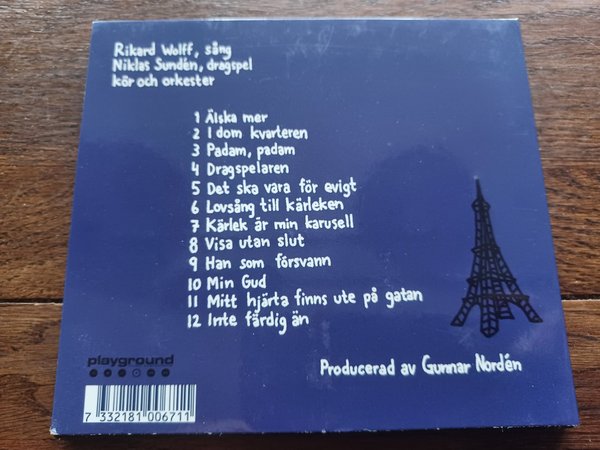 Rikard Wolff, sång
Niklas Sundén, dragspel
kör och orkester
1 Älska mer
2 I dom kvarteren
3 Padam, padam
4 Dragspelaren
5 Det ska vara för evigt
6 Lovsång till kärleken
7 Kärlek är min karusell
8 Visa utan slut
9 Han som försvann
10 Min Gud
11 Mitt hjärta finns ute på gatan
12 Inte färdig än
playground
Producerad av Gunnar Nordén
7 332181 006711